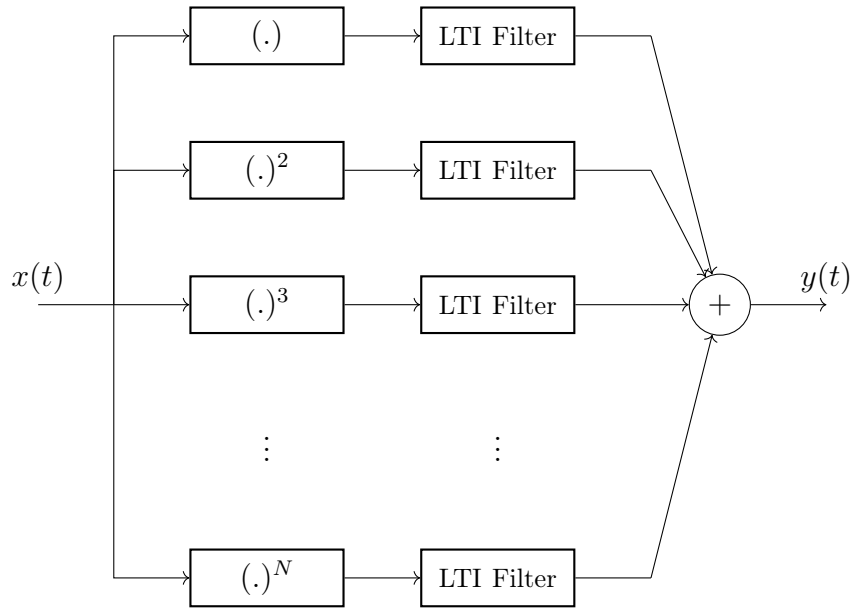 (.)
LTI Filter
(.)²
LTI Filter
x(t)
(.)³
LTI Filter
+
y(t)
⋮
⋮
(.)ᴺ
LTI Filter